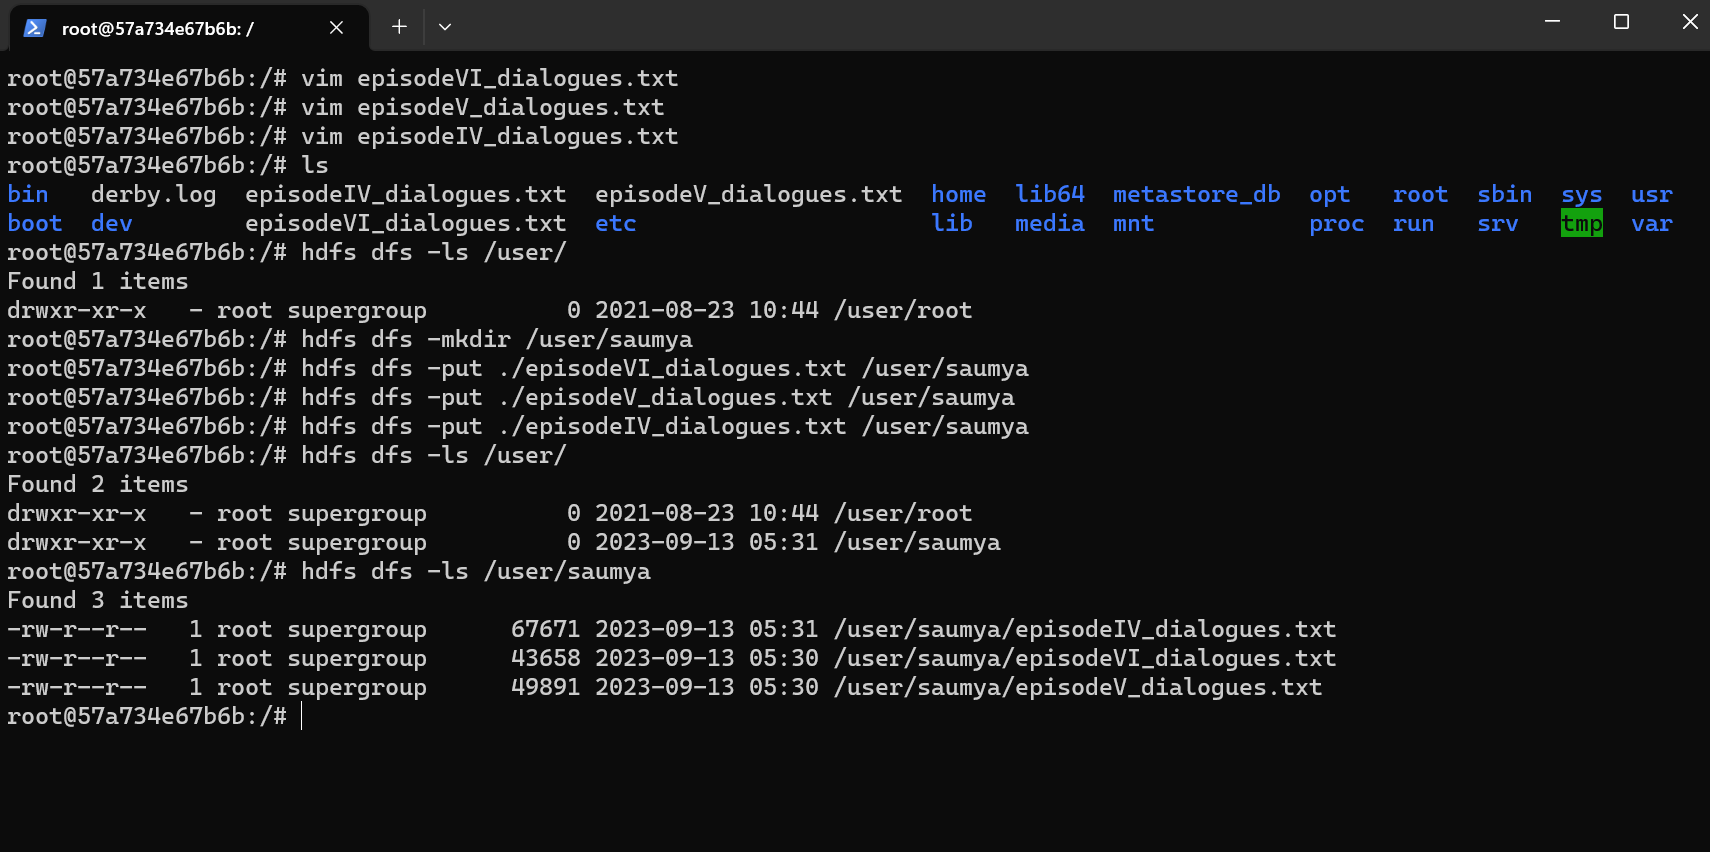 root@57a734e67b6b: /
root@57a734e67b6b:/# vim episodeVI_dialogues.txt
root@57a734e67b6b:/# vim episodeV_dialogues.txt
root@57a734e67b6b:/# vim episodeIV_dialogues.txt
root@57a734e67b6b:/# ls
bin   derby.log  episodeIV_dialogues.txt  episodeV_dialogues.txt  home  lib64  metastore_db  opt   root  sbin  sys  usr
boot  dev        episodeVI_dialogues.txt  etc                     lib   media  mnt           proc  run   srv   tmp  var
root@57a734e67b6b:/# hdfs dfs -ls /user/
Found 1 items
drwxr-xr-x   - root supergroup          0 2021-08-23 10:44 /user/root
root@57a734e67b6b:/# hdfs dfs -mkdir /user/saumya
root@57a734e67b6b:/# hdfs dfs -put ./episodeVI_dialogues.txt /user/saumya
root@57a734e67b6b:/# hdfs dfs -put ./episodeV_dialogues.txt /user/saumya
root@57a734e67b6b:/# hdfs dfs -put ./episodeIV_dialogues.txt /user/saumya
root@57a734e67b6b:/# hdfs dfs -ls /user/
Found 2 items
drwxr-xr-x   - root supergroup          0 2021-08-23 10:44 /user/root
drwxr-xr-x   - root supergroup          0 2023-09-13 05:31 /user/saumya
root@57a734e67b6b:/# hdfs dfs -ls /user/saumya
Found 3 items
-rw-r--r--   1 root supergroup      67671 2023-09-13 05:31 /user/saumya/episodeIV_dialogues.txt
-rw-r--r--   1 root supergroup      43658 2023-09-13 05:30 /user/saumya/episodeVI_dialogues.txt
-rw-r--r--   1 root supergroup      49891 2023-09-13 05:30 /user/saumya/episodeV_dialogues.txt
root@57a734e67b6b:/#